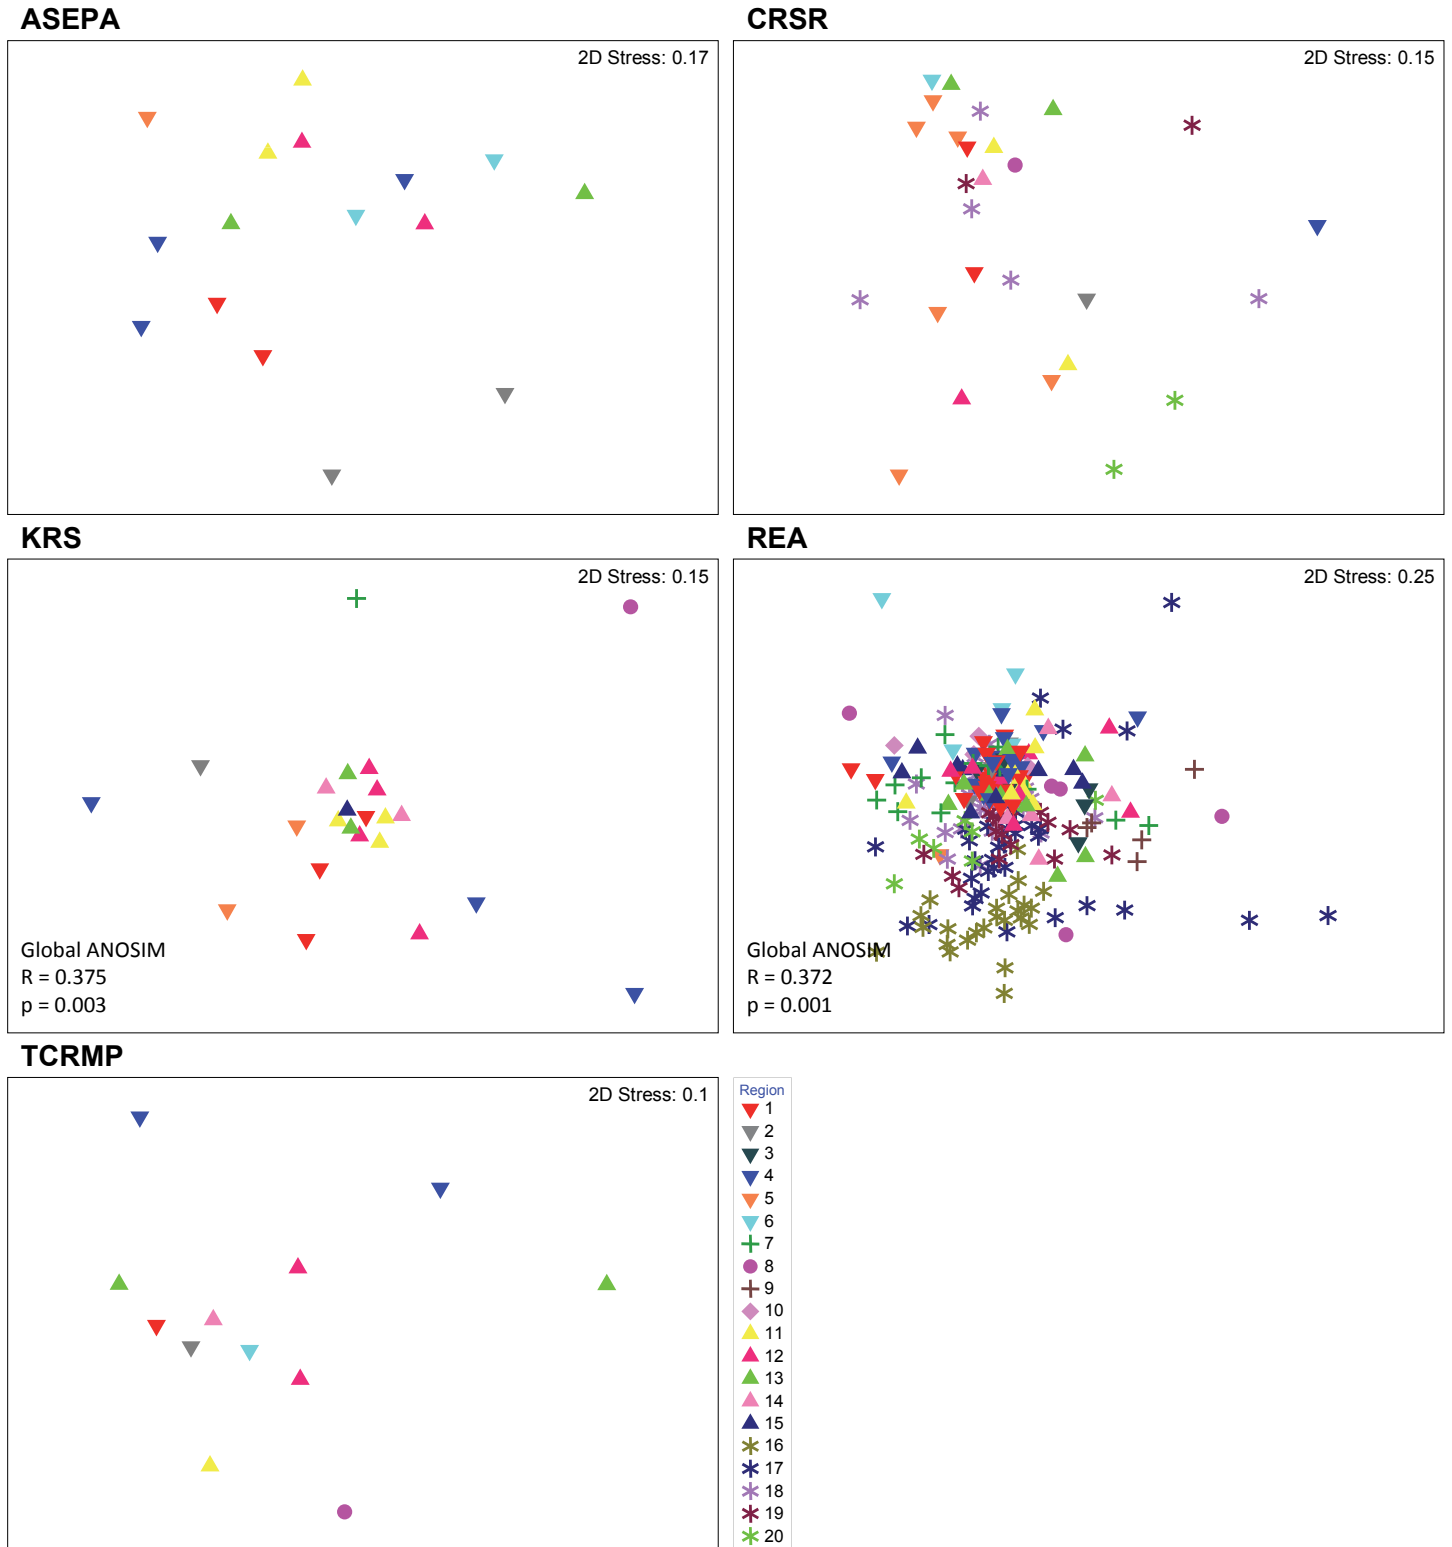 ASEPA
2D Stress: 0.17
CRSR
2D Stress: 0.15
KRS
2D Stress: 0.15
Global ANOSIM
R = 0.375
p = 0.003
REA
2D Stress: 0.25
Global ANOSIM
R = 0.372
p = 0.001
TCRMP
2D Stress: 0.1
Region
1
2
3
4
5
6
7
8
9
10
11
12
13
14
15
16
17
18
19
20